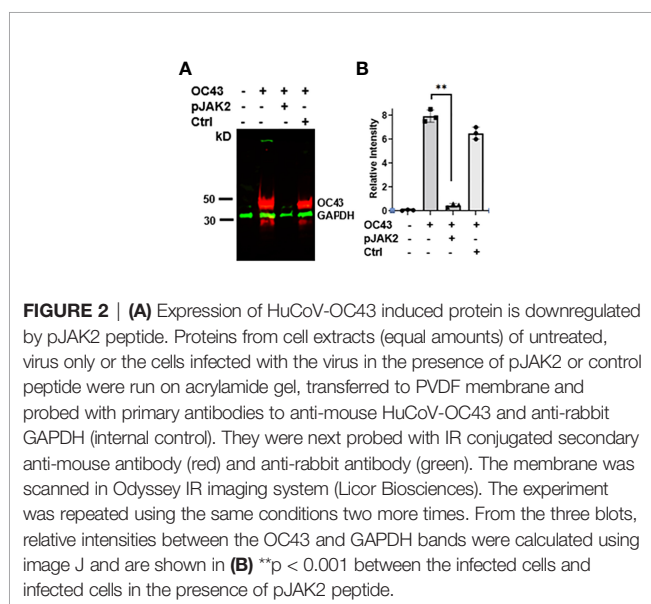 A
OC43 - + + +
pJAK2 - - + -
Ctrl - - - +
kD
50
30
OC43
GAPDH
B
**
Relative Intensity
8
6
4
2
0
OC43 - + + +
pJAK2 - - + -
Ctrl - - - +
FIGURE 2 | (A) Expression of HuCoV-OC43 induced protein is downregulated
by pJAK2 peptide. Proteins from cell extracts (equal amounts) of untreated,
virus only or the cells infected with the virus in the presence of pJAK2 or control
peptide were run on acrylamide gel, transferred to PVDF membrane and
probed with primary antibodies to anti-mouse HuCoV-OC43 and anti-rabbit
GAPDH (internal control). They were next probed with IR conjugated secondary
anti-mouse antibody (red) and anti-rabbit antibody (green). The membrane was
scanned in Odyssey IR imaging system (Licor Biosciences). The experiment
was repeated using the same conditions two more times. From the three blots,
relative intensities between the OC43 and GAPDH bands were calculated using
image J and are shown in (B) **p < 0.001 between the infected cells and
infected cells in the presence of pJAK2 peptide.